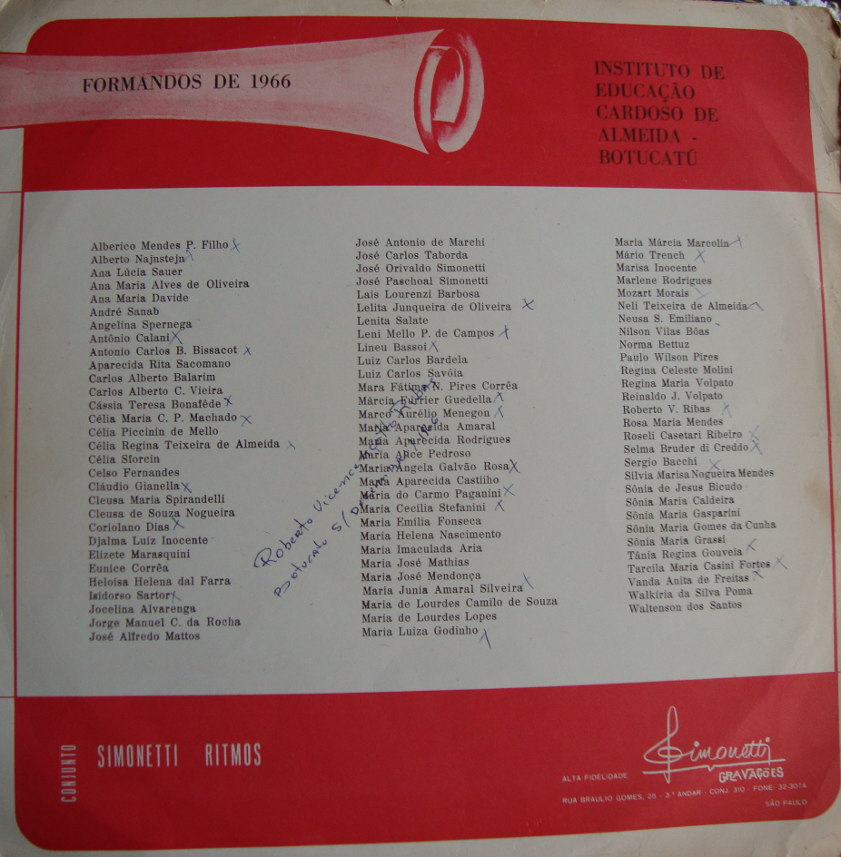 FORMANDOS DE 1966
INSTITUTO DE
EDUCAÇÃO
CARDOSO DE
ALMEIDA -
BOTUCATÚ
Alberico Mendes P. Filho
Alberto Najnstejn
Ana Lúcia Sauer
Ana Maria Alves de Oliveira
Ana Maria Davide
André Sanab
Angelina Spernega
Antônio Calani
Antonio Carlos B. Bissacot
Aparecida Rita Sacomano
Carlos Alberto Balarim
Carlos Alberto C. Vieira
Cássia Teresa Bonafêde
Célia Maria C. P. Machado
Célia Piccinin de Mello
Célia Regina Teixeira de Almeida
Célia Sforcin
Celso Fernandes
Cláudio Gianella
Cleusa Maria Spirandelli
Cleusa de Souza Nogueira
Coriolano Dias
Djalma Luiz Inocente
Elizete Marasquini
Eunice Corrêa
Heloisa Helena dal Farra
Isidorso Sartor
Jocelina Alvarenga
Jorge Manuel C. da Rocha
José Alfredo Mattos
José Antonio de Marchi
José Carlos Taborda
José Orivaldo Simonetti
José Paschoal Simonetti
Lais Lourenzi Barbosa
Lelita Junqueira de Oliveira
Lenita Salate
Leni Mello P. de Campos
Lineu Bassoi
Luiz Carlos Bardela
Luiz Carlos Savóia
Mara Fátima N. Pires Corrêa
Márcia Furrier Guedella
Marco Aurélio Menegon
Maria Aparecida Amaral
Maria Aparecida Rodrigues
Maria Alice Pedroso
Maria Angela Galvão Rosa
Maria Aparecida Castilho
Maria do Carmo Paganini
Maria Cecília Stefanini
Maria Emilia Fonseca
Maria Helena Nascimento
Maria Imaculada Aria
Maria José Mathias
Maria José Mendonça
Maria Junia Amaral Silveira
Maria de Lourdes Camilo de Souza
Maria de Lourdes Lopes
Maria Luiza Godinho
Maria Márcia Marcolin
Mário Trench
Marisa Inocente
Marlene Rodrigues
Mozart Morais
Neli Teixeira de Almeida
Neusa S. Emiliano
Nilson Vilas Bôas
Norma Bettuz
Paulo Wilson Pires
Regina Celeste Molini
Regina Maria Volpato
Reinaldo J. Volpato
Roberto V. Ribas
Rosa Maria Mendes
Roseli Casetari Ribeiro
Selma Bruder di Creddo
Sergio Bacchi
Silvia Marisa Nogueira Mendes
Sônia de Jesus Bicudo
Sônia Maria Caldeira
Sônia Maria Gasparini
Sônia Maria Gomes da Cunha
Sônia Maria Grassi
Tânia Regina Gouveia
Tarcila Maria Casini Fortes
Vanda Anita de Freitas
Walkíria da Silva Poma
Waltenson dos Santos
Roberto Vicence
Botucatu S/
CONJUNTO
SIMONETTI RITMOS
Simonetti
GRAVAÇÕES
ALTA FIDELIDADE
RUA BRAULIO GOMES, 25 - 3.º ANDAR - CONJ. 310 - FONE: 32-3074
SÃO PAULO